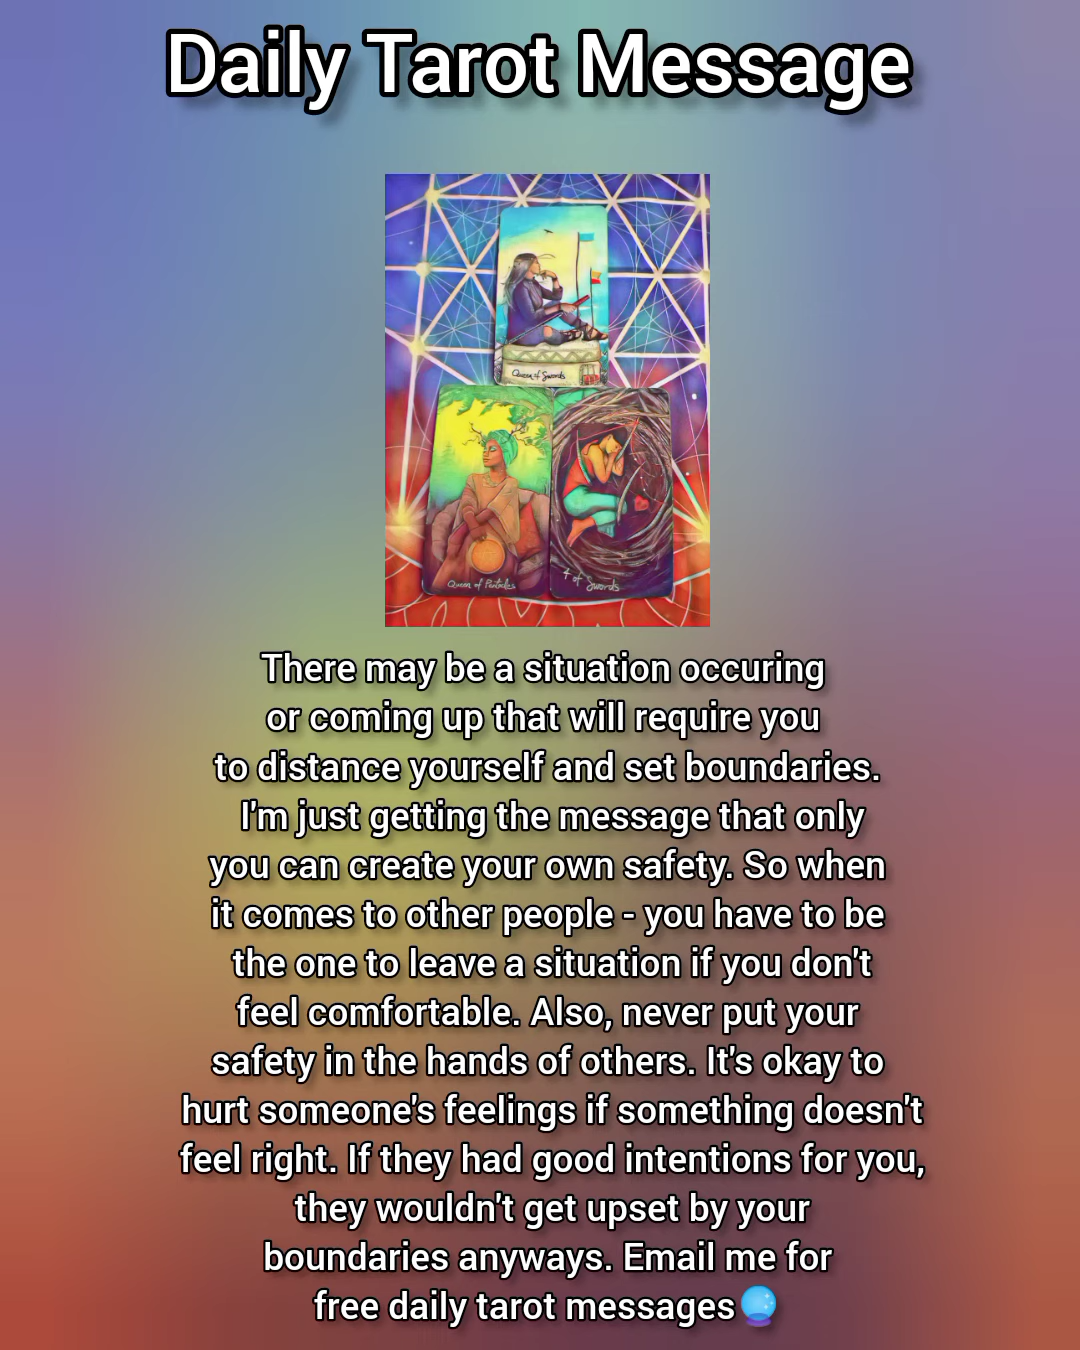 Daily Tarot Message
Queen of Swords
Queen of Pentacles
4 of Swords
There may be a situation occuring
or coming up that will require you
to distance yourself and set boundaries.
I'm just getting the message that only
you can create your own safety. So when
it comes to other people - you have to be
the one to leave a situation if you don't
feel comfortable. Also, never put your
safety in the hands of others. It's okay to
hurt someone's feelings if something doesn't
feel right. If they had good intentions for you,
they wouldn't get upset by your
boundaries anyways. Email me for
free daily tarot messages🔮